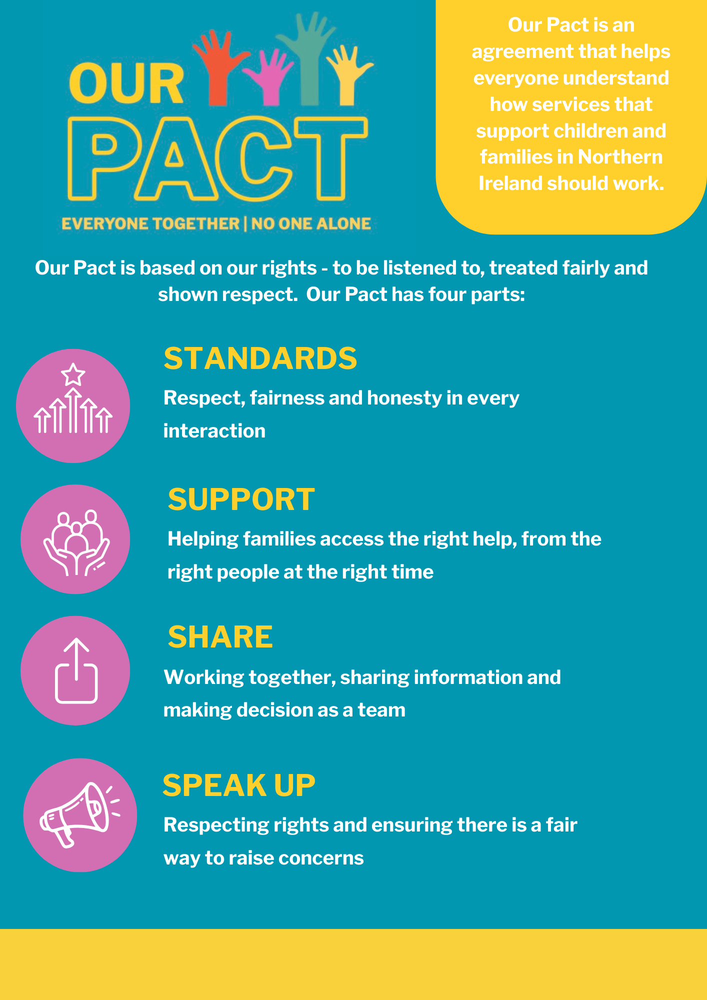 OUR
PACT
EVERYONE TOGETHER | NO ONE ALONE
Our Pact is an
agreement that helps
everyone understand
how services that
support children and
families in Northern
Ireland should work.
Our Pact is based on our rights - to be listened to, treated fairly and
shown respect.  Our Pact has four parts:
STANDARDS
Respect, fairness and honesty in every
interaction
SUPPORT
Helping families access the right help, from the
right people at the right time
SHARE
Working together, sharing information and
making decision as a team
SPEAK UP
Respecting rights and ensuring there is a fair
way to raise concerns